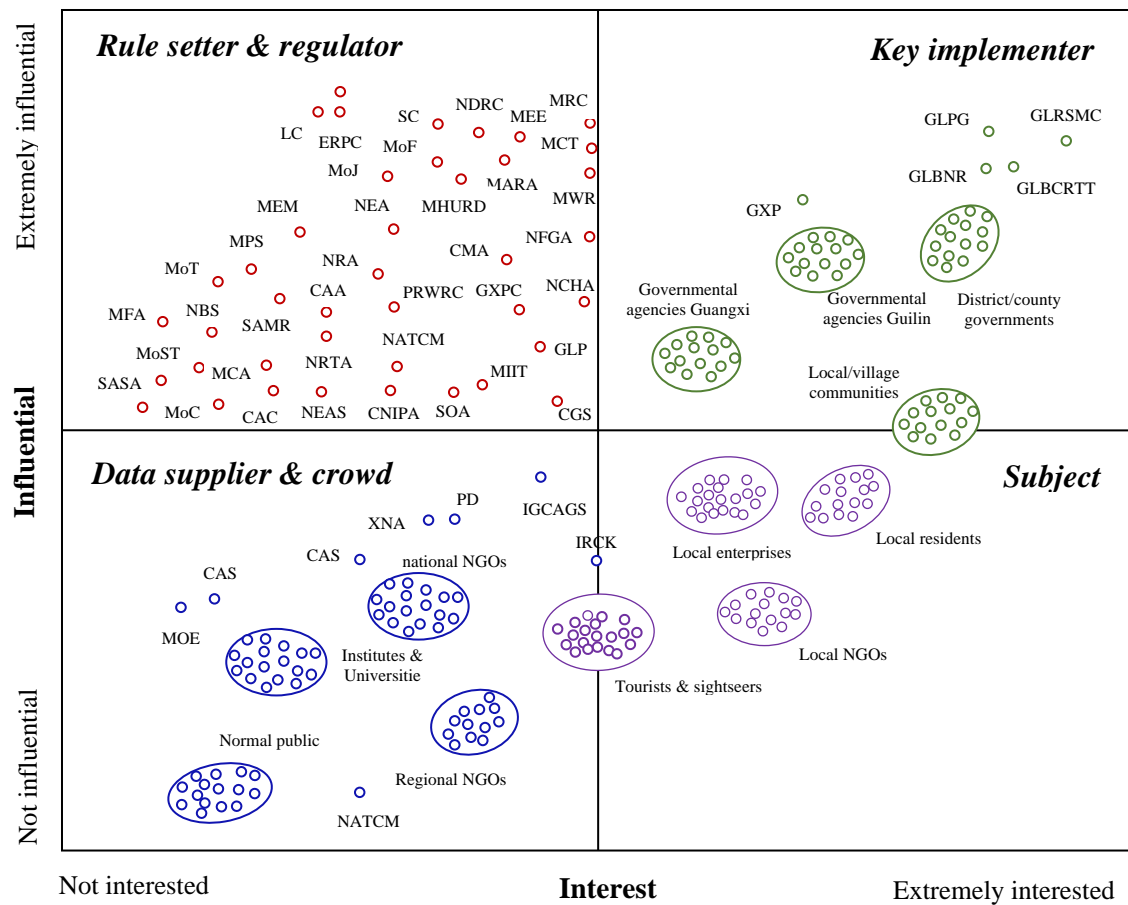 Extremely influential
Influential
Not influential
Rule setter & regulator
Key implementer
LC
ERPC
SC
NDRC
MEE
MRC
MoF
MCT
MoJ
MARA
MHURD
MWR
MEM
NEA
NFGA
MPS
CMA
MoT
NRA
CAA
PRWRC
GXPC
NCHA
MFA
NBS
SAMR
NATCM
GLP
MoST
MCA
NRTA
MIIT
SASA
MoC
CAC
NEAS
CNIPA
SOA
CGS
GLPG
GLRSMC
GLBNR
GLBCRTT
GXP
Governmental
agencies Guangxi
Governmental
agencies Guilin
District/county
governments
Local/village
communities
Data supplier & crowd
Subject
PD
XNA
IGCAGS
IRCK
CAS
national NGOs
CAS
MOE
Institutes &
Universitie
Normal public
Regional NGOs
NATCM
Local enterprises
Local residents
Local NGOs
Tourists & sightseers
Not interested
Interest
Extremely interested